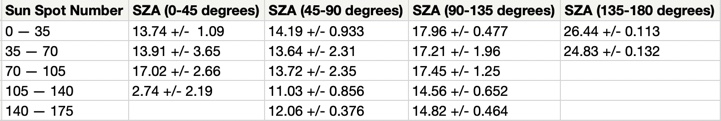 Sun Spot Number SZA (0-45 degrees) SZA (45-90 degrees) SZA (90-135 degrees) SZA (135-180 degrees)
0 — 35 13.74 +/- 1.09 14.19 +/- 0.933 17.96 +/- 0.477 26.44 +/- 0.113
35 — 70 13.91 +/- 3.65 13.64 +/- 2.31 17.21 +/- 1.96 24.83 +/- 0.132
70 — 105 17.02 +/- 2.66 13.72 +/- 2.35 17.45 +/- 1.25
105 — 140 2.74 +/- 2.19 11.03 +/- 0.856 14.56 +/- 0.652
140 — 175 12.06 +/- 0.376 14.82 +/- 0.464